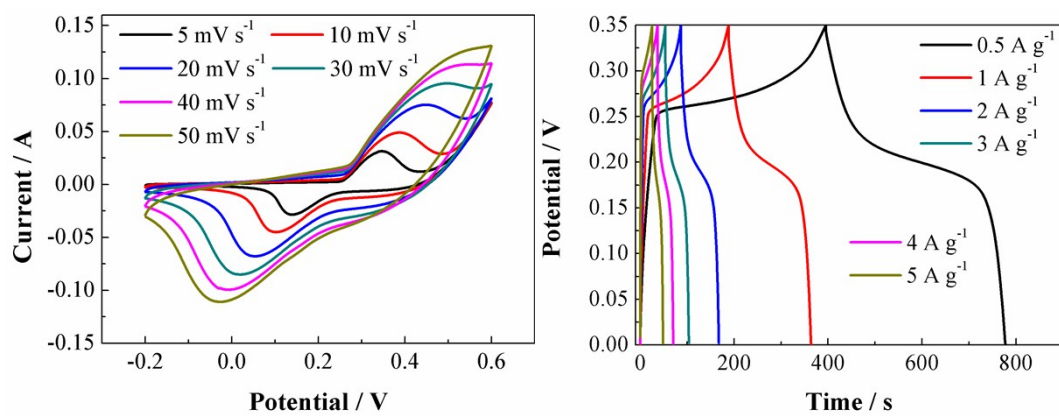 0.15
0.10
0.05
0.00
-0.05
-0.10
-0.15
Current / A
5 mV s⁻¹
10 mV s⁻¹
20 mV s⁻¹
30 mV s⁻¹
40 mV s⁻¹
50 mV s⁻¹
-0.2 0.0 0.2 0.4 0.6
Potential / V
0.35
0.30
0.25
0.20
0.15
0.10
0.05
0.00
Potential / V
0.5 A g⁻¹
1 A g⁻¹
2 A g⁻¹
3 A g⁻¹
4 A g⁻¹
5 A g⁻¹
0 200 400 600 800
Time / s